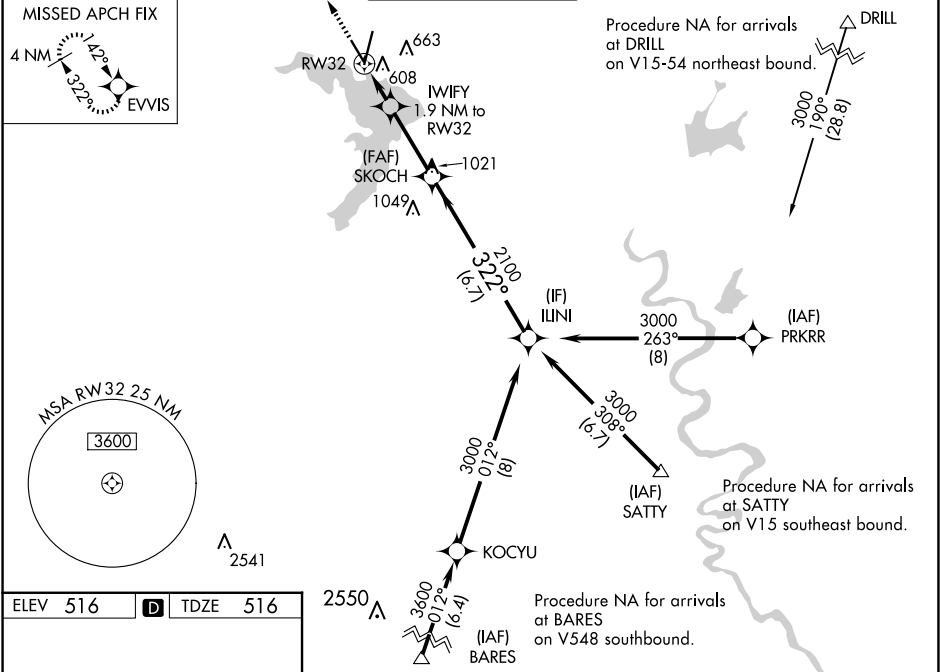 MISSED APCH FIX
4 NM
142°
322°
EVVIS
663
RW32
608
IWIFY
1.9 NM to
RW32
(FAF)
SKOCH
1021
1049
Procedure NA for arrivals
at DRILL
on V15-54 northeast bound.
DRILL
3000
190°
(28.8)
2100
322°
(6.7)
(IF)
ILINI
3000
263°
(8)
(IAF)
PRKRR
3000
308°
(6.7)
(IAF)
SATTY
Procedure NA for arrivals
at SATTY
on V15 southeast bound.
MSA RW32 25 NM
3600
2541
3000
012°
(8)
KOCYU
2550
3600
012°
(6.4)
(IAF)
BARES
Procedure NA for arrivals
at BARES
on V548 southbound.
ELEV 516 D TDZE 516